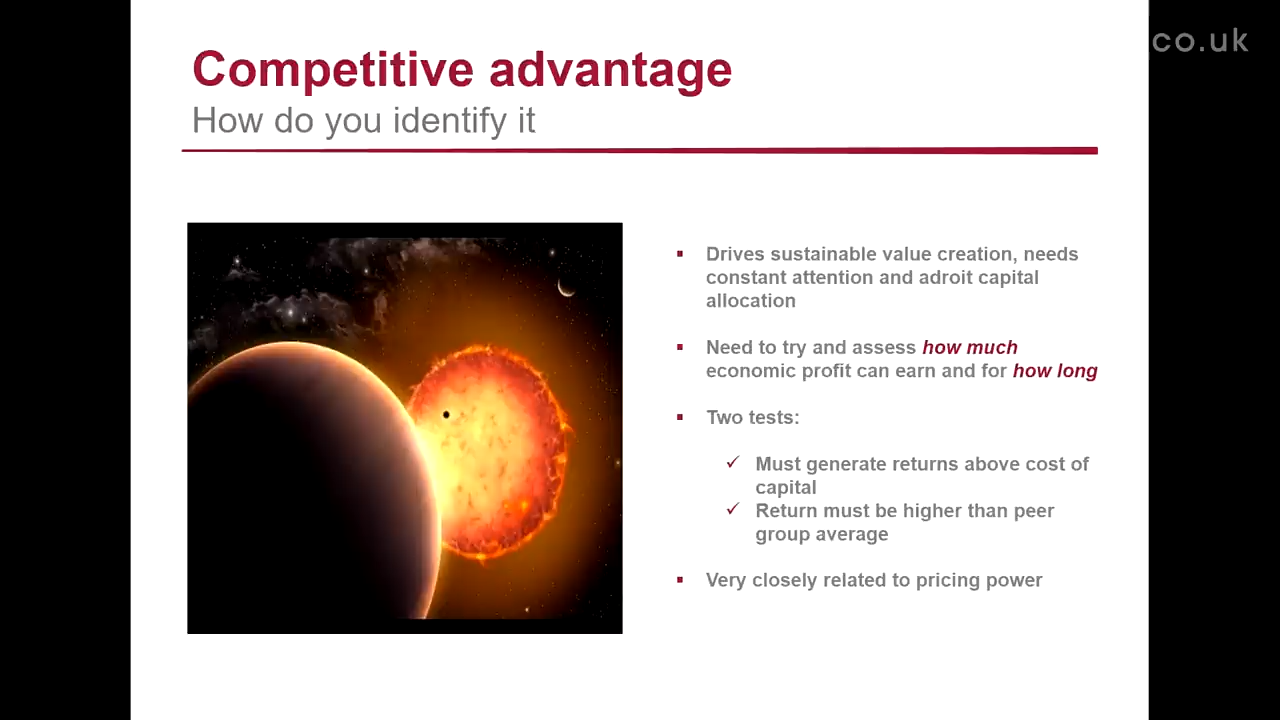 co.uk
Competitive advantage
How do you identify it
▪ Drives sustainable value creation, needs
constant attention and adroit capital
allocation
▪ Need to try and assess how much
economic profit can earn and for how long
▪ Two tests:
✓ Must generate returns above cost of
capital
✓ Return must be higher than peer
group average
▪ Very closely related to pricing power